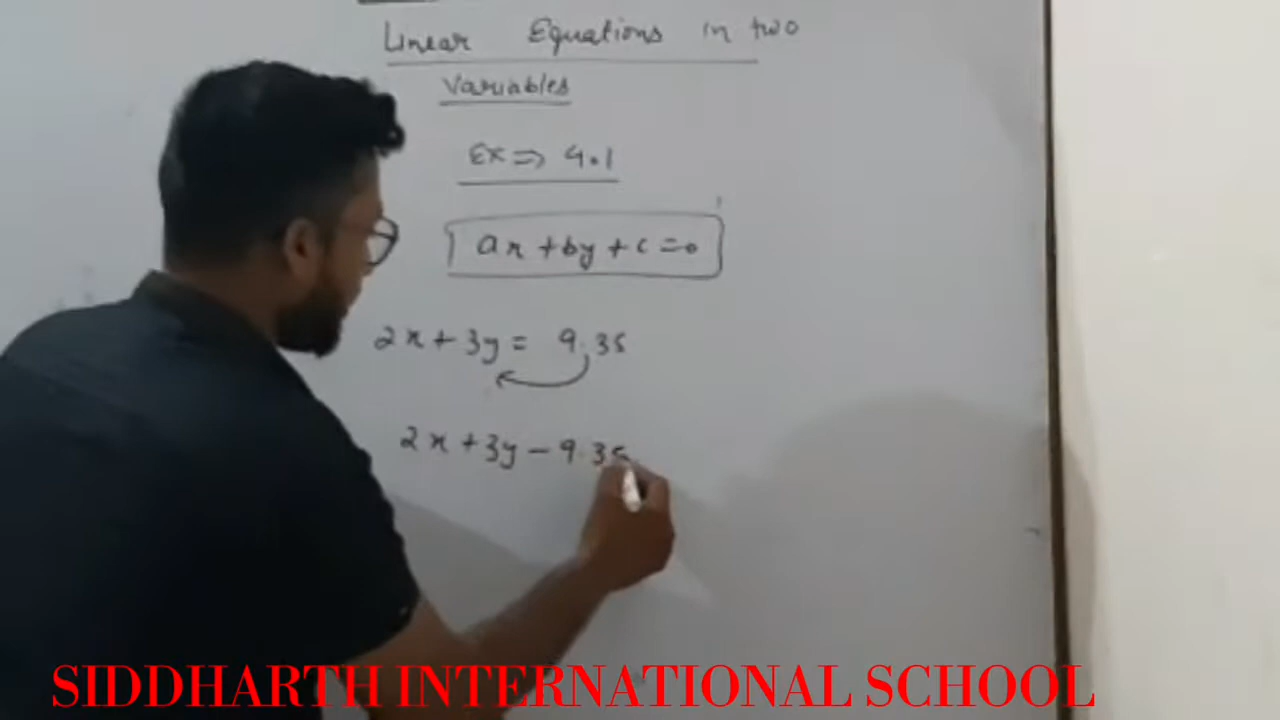 Linear Equations in two
Variables
Ex ⇒ 4.1
ax + by + c = 0
2x + 3y = 9.35
2x + 3y - 9.35
SIDDHARTH INTERNATIONAL SCHOOL